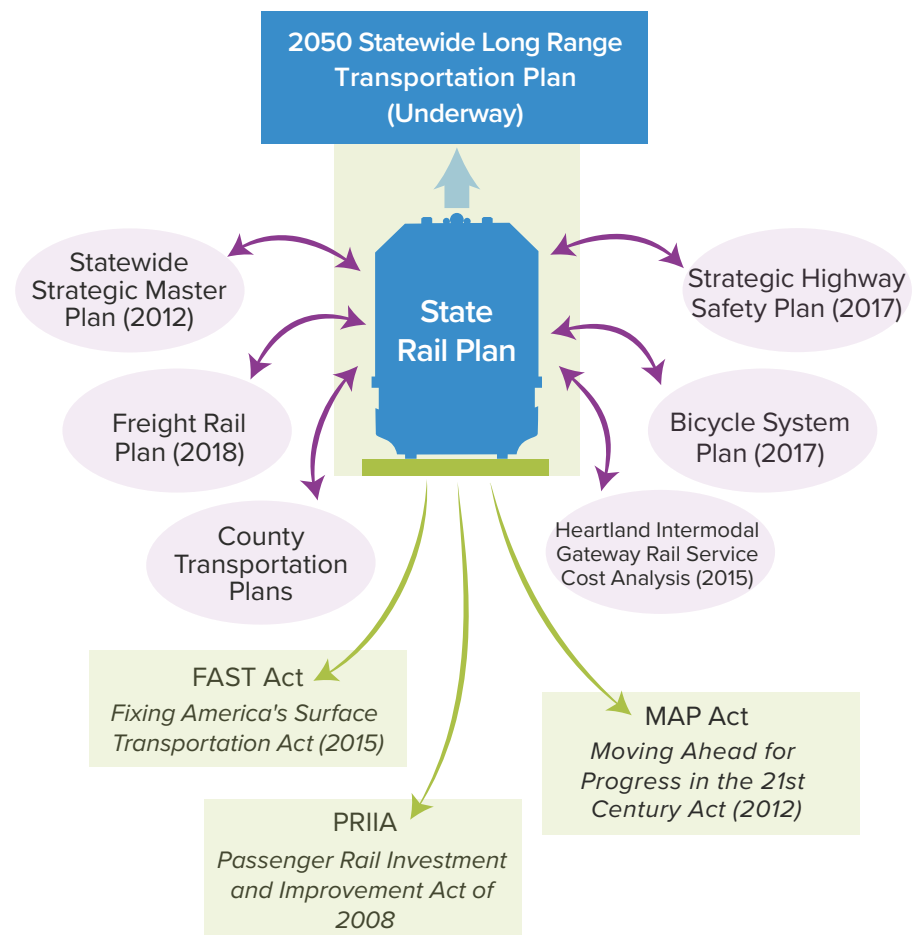 2050 Statewide Long Range
Transportation Plan
(Underway)
Statewide
Strategic Master
Plan (2012)
State
Rail Plan
Strategic Highway
Safety Plan (2017)
Freight Rail
Plan (2018)
Bicycle System
Plan (2017)
County
Transportation
Plans
Heartland Intermodal
Gateway Rail Service
Cost Analysis (2015)
FAST Act
Fixing America's Surface
Transportation Act (2015)
MAP Act
Moving Ahead for
Progress in the 21st
Century Act (2012)
PRIIA
Passenger Rail Investment
and Improvement Act of
2008